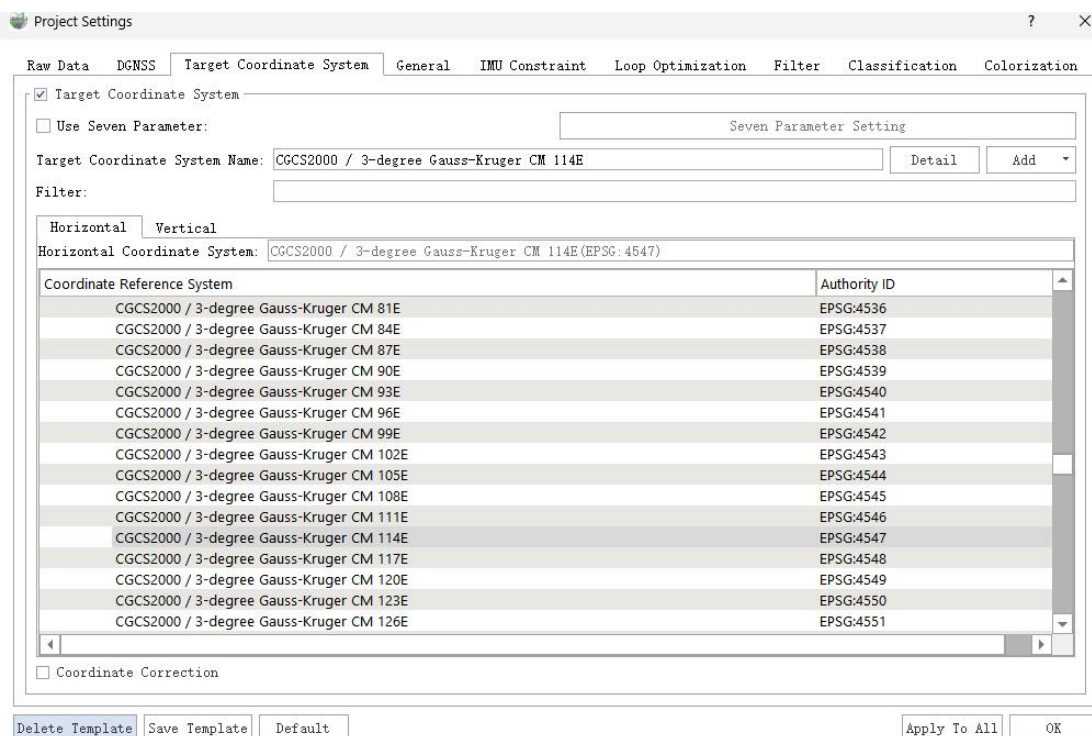 Project Settings ? ×
Raw Data DGNSS Target Coordinate System General IMU Constraint Loop Optimization Filter Classification Colorization
Target Coordinate System
Use Seven Parameter: Seven Parameter Setting
Target Coordinate System Name: CGCS2000 / 3-degree Gauss-Kruger CM 114E Detail Add
Filter:
Horizontal Vertical
Horizontal Coordinate System: CGCS2000 / 3-degree Gauss-Kruger CM 114E(EPSG:4547)
Coordinate Reference System Authority ID
CGCS2000 / 3-degree Gauss-Kruger CM 81E EPSG:4536
CGCS2000 / 3-degree Gauss-Kruger CM 84E EPSG:4537
CGCS2000 / 3-degree Gauss-Kruger CM 87E EPSG:4538
CGCS2000 / 3-degree Gauss-Kruger CM 90E EPSG:4539
CGCS2000 / 3-degree Gauss-Kruger CM 93E EPSG:4540
CGCS2000 / 3-degree Gauss-Kruger CM 96E EPSG:4541
CGCS2000 / 3-degree Gauss-Kruger CM 99E EPSG:4542
CGCS2000 / 3-degree Gauss-Kruger CM 102E EPSG:4543
CGCS2000 / 3-degree Gauss-Kruger CM 105E EPSG:4544
CGCS2000 / 3-degree Gauss-Kruger CM 108E EPSG:4545
CGCS2000 / 3-degree Gauss-Kruger CM 111E EPSG:4546
CGCS2000 / 3-degree Gauss-Kruger CM 114E EPSG:4547
CGCS2000 / 3-degree Gauss-Kruger CM 117E EPSG:4548
CGCS2000 / 3-degree Gauss-Kruger CM 120E EPSG:4549
CGCS2000 / 3-degree Gauss-Kruger CM 123E EPSG:4550
CGCS2000 / 3-degree Gauss-Kruger CM 126E EPSG:4551
Coordinate Correction
Delete Template Save Template Default Apply To All OK